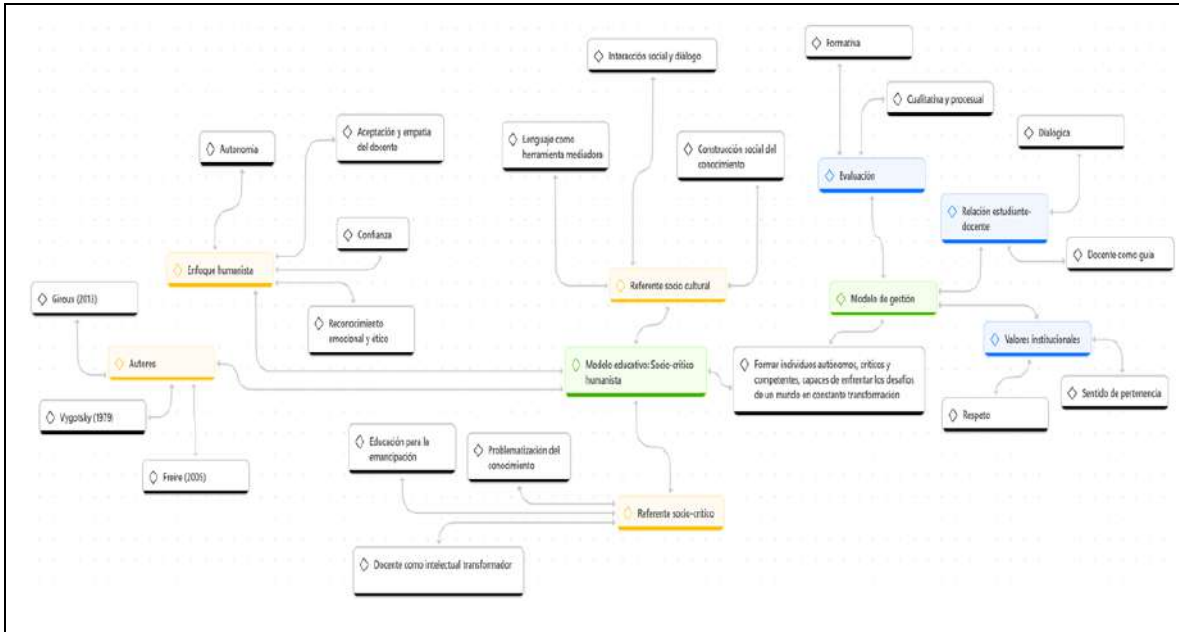 Formativa
Interacción social y diálogo
Cualitativa y procesual
Aceptación y empatía
del docente
Dialogica
Autonomía
Lenguaje como
herramienta mediadora
Construcción social del
conocimiento
Evaluación
Relación estudiante-
docente
Confianza
Docente como guía
Enfoque humanista
Referente socio cultural
Modelo de gestión
Giroux (2013)
Reconocimiento
emocional y ético
Valores institucionales
Autores
Modelo educativo: Socio-crítico
humanista
Formar individuos autónomos, críticos y
competentes, capaces de enfrentar los desafíos
de un mundo en constante transformación
Sentido de pertenencia
Vygotsky (1979)
Respeto
Educación para la
emancipación
Problematización del
conocimiento
Freire (2005)
Referente socio-crítico
Docente como intelectual transformador